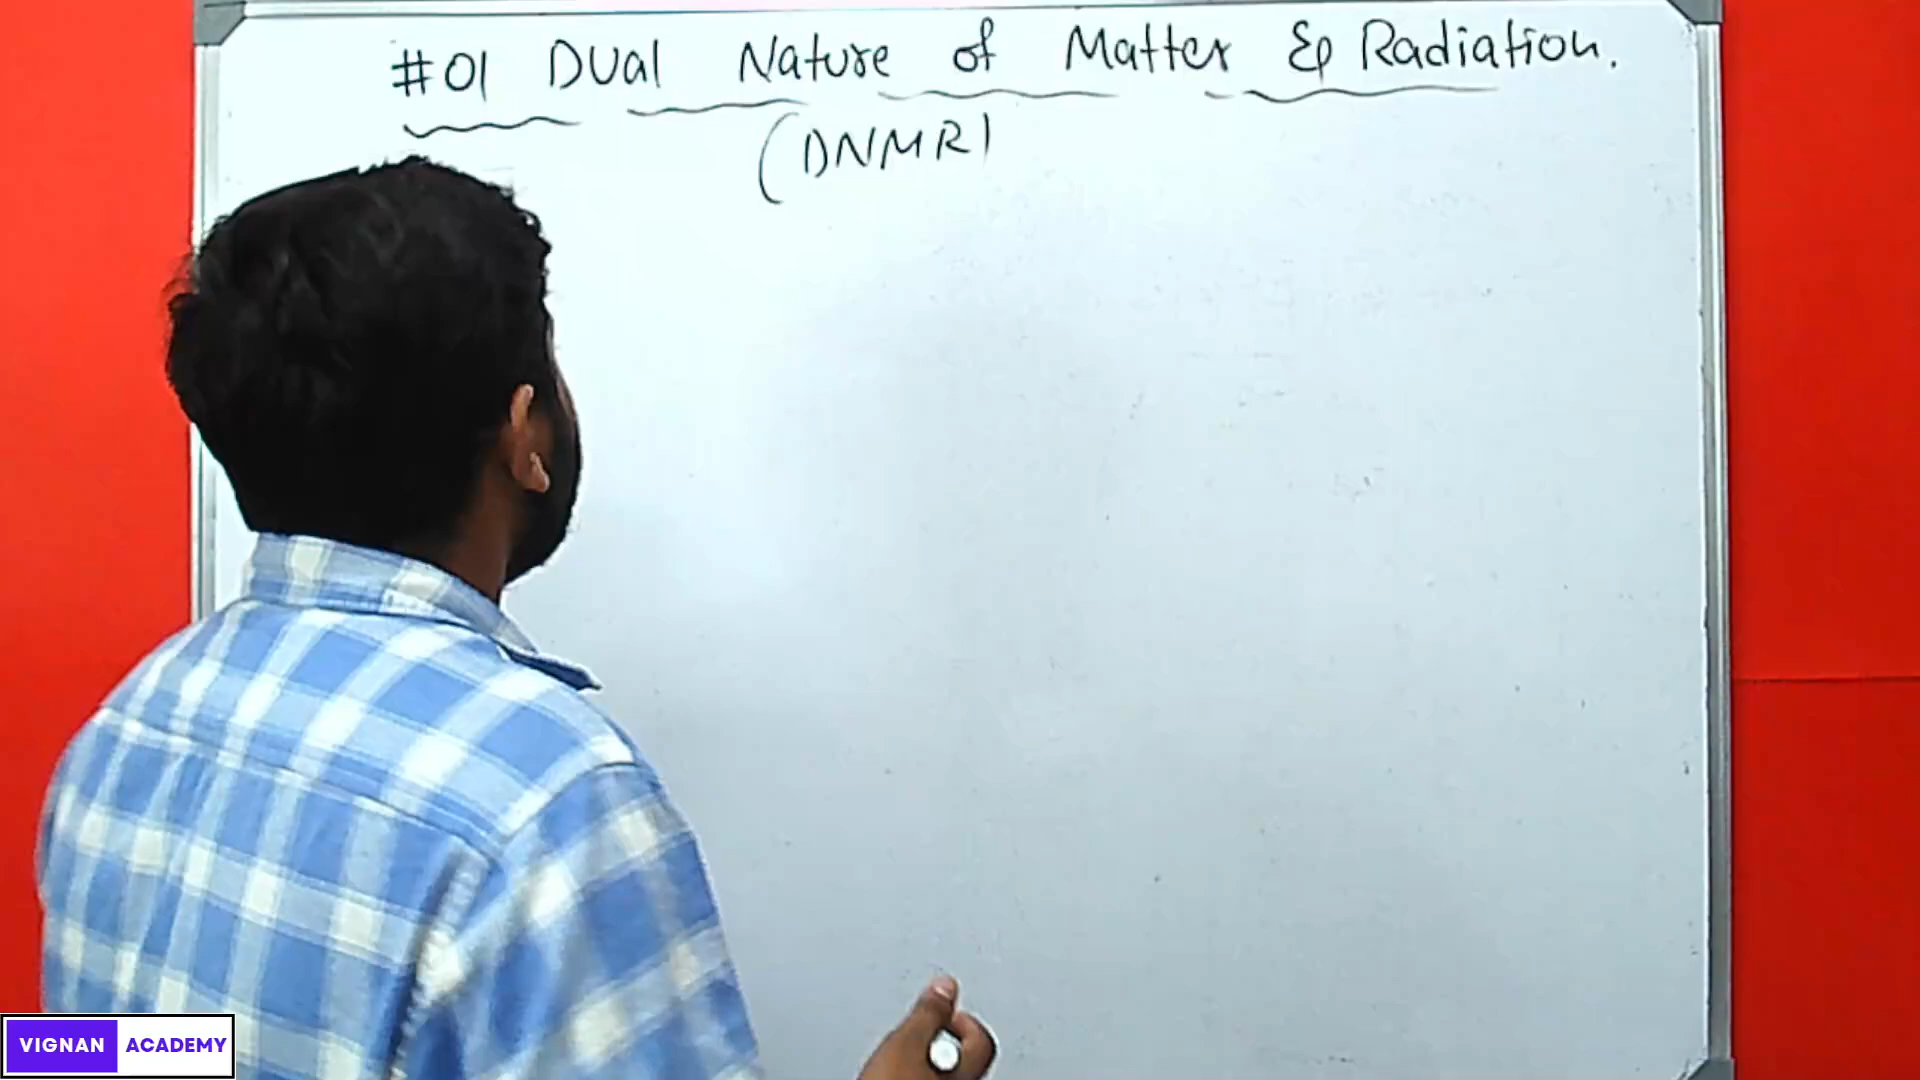 #01 Dual Nature of Matter & Radiation.
(DNMR)
VIGNAN ACADEMY